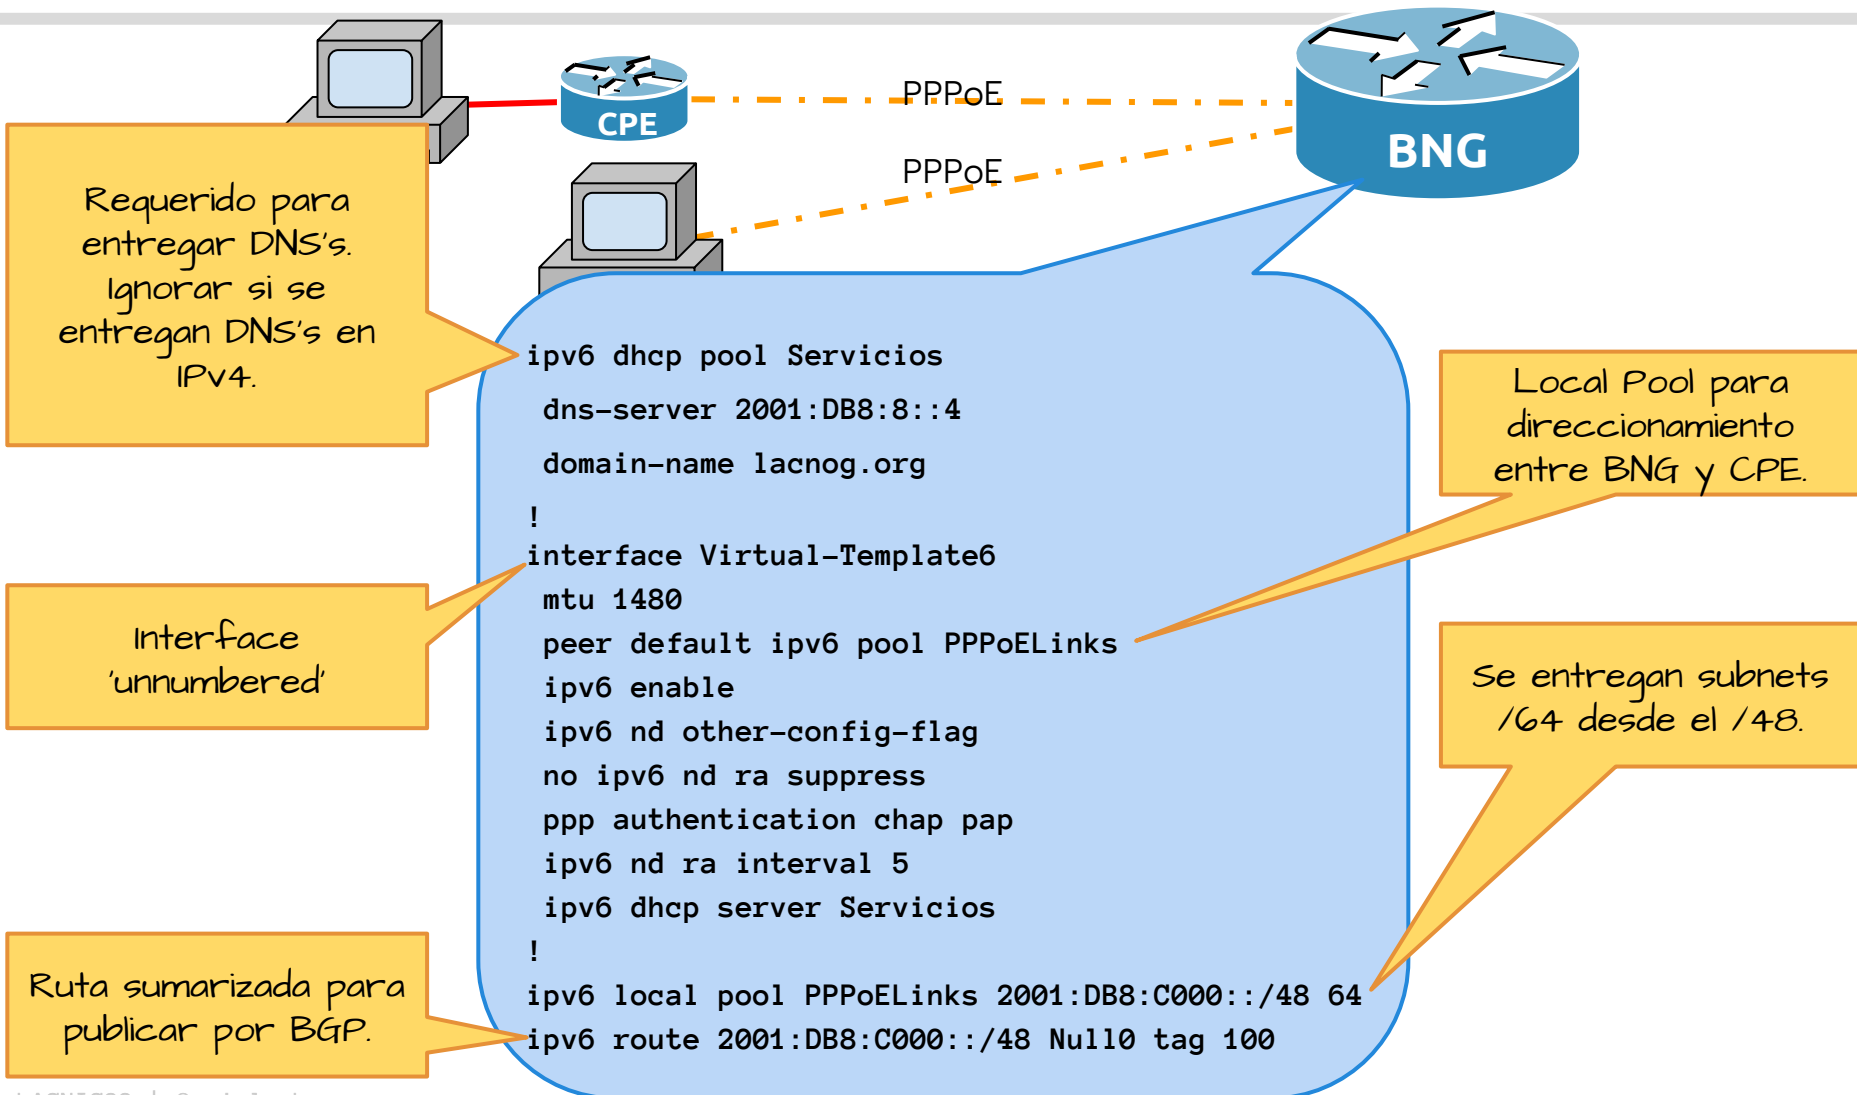 PPPoE
CPE
BNG
PPPoE
Requerido para
entregar DNS's.
Ignorar si se
entregan DNS's en
IPv4.
ipv6 dhcp pool Servicios
dns-server 2001:DB8:8::4
domain-name lacnog.org
!
interface Virtual-Template6
mtu 1480
peer default ipv6 pool PPPoELinks
ipv6 enable
ipv6 nd other-config-flag
no ipv6 nd ra suppress
ppp authentication chap pap
ipv6 nd ra interval 5
ipv6 dhcp server Servicios
!
ipv6 local pool PPPoELinks 2001:DB8:C000::/48 64
ipv6 route 2001:DB8:C000::/48 Null0 tag 100
Local Pool para
direccionamiento
entre BNG y CPE.
Interface
'unnumbered'
Se entregan subnets
/64 desde el /48.
Ruta sumarizada para
publicar por BGP.